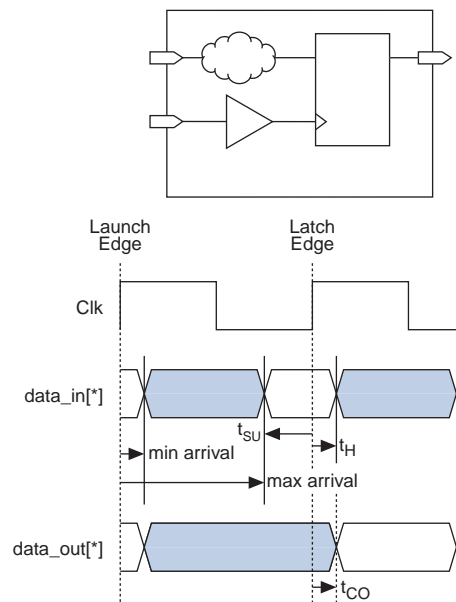 Launch
Edge
Latch
Edge
Clk
data_in[*]
tSU
tH
min arrival
max arrival
data_out[*]
tCO